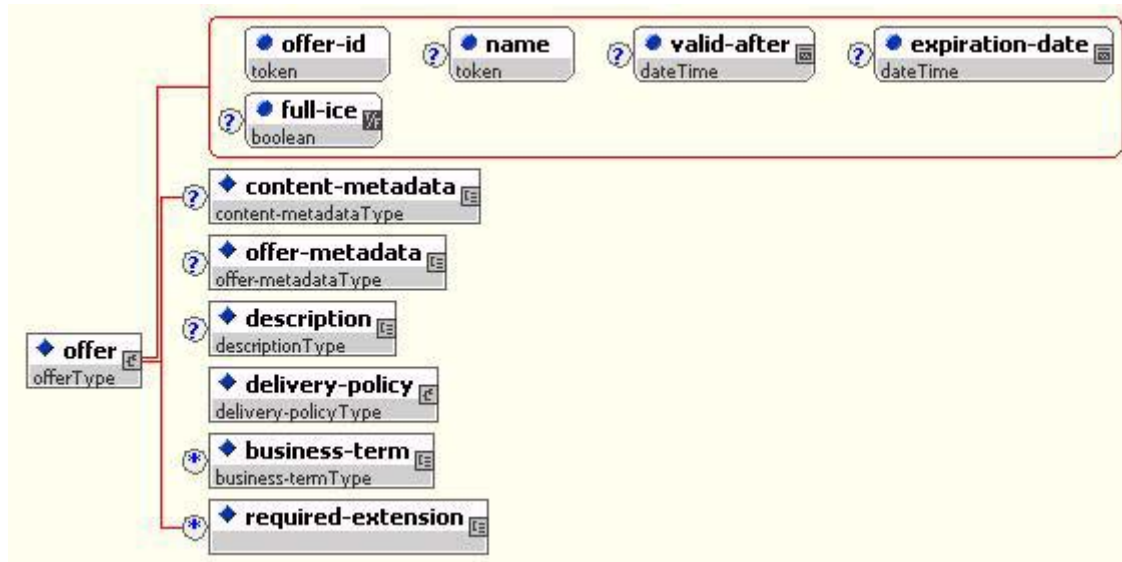 offer-id
token
? name
token
? valid-after
dateTime
? expiration-date
dateTime
? full-ice
T/F
boolean
? content-metadata
content-metadataType
? offer-metadata
offer-metadataType
? description
descriptionType
offer
offerType
delivery-policy
delivery-policyType
* business-term
business-termType
* required-extension